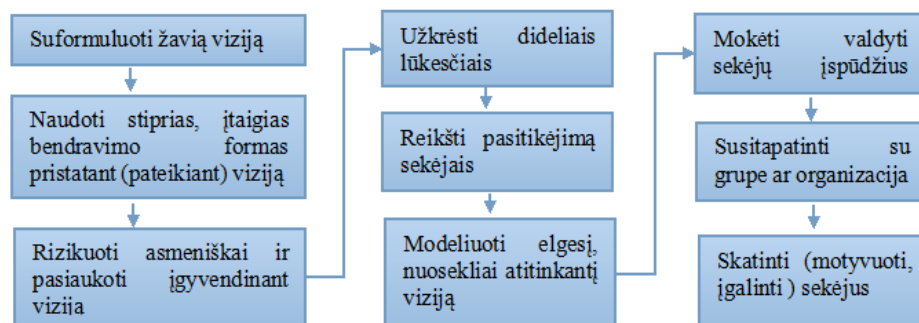 Suformuluoti žavią viziją
Naudoti stiprias, įtaigias
bendravimo formas
pristatant (pateikiant) viziją
Rizikuoti asmeniškai ir
pasiaukoti įgyvendinant
viziją
Užkrėsti dideliais
lūkesčiais
Reikšti pasitikėjimą
sekėjais
Modeliuoti elgesį,
nuosekliai atitinkantį
viziją
Mokėti valdyti
sekėjų įspūdžius
Susitapatinti su
grupe ar organizacija
Skatinti (motyvuoti,
įgalinti ) sekėjus